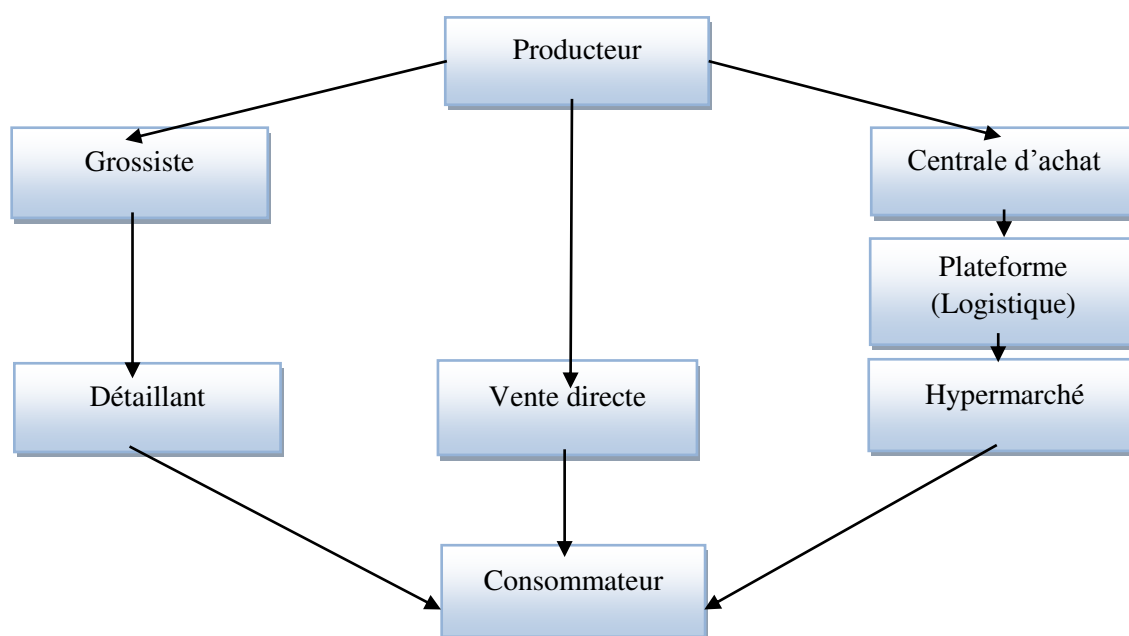 Producteur
Grossiste
Centrale d’achat
Plateforme
(Logistique)
Détaillant
Vente directe
Hypermarché
Consommateur